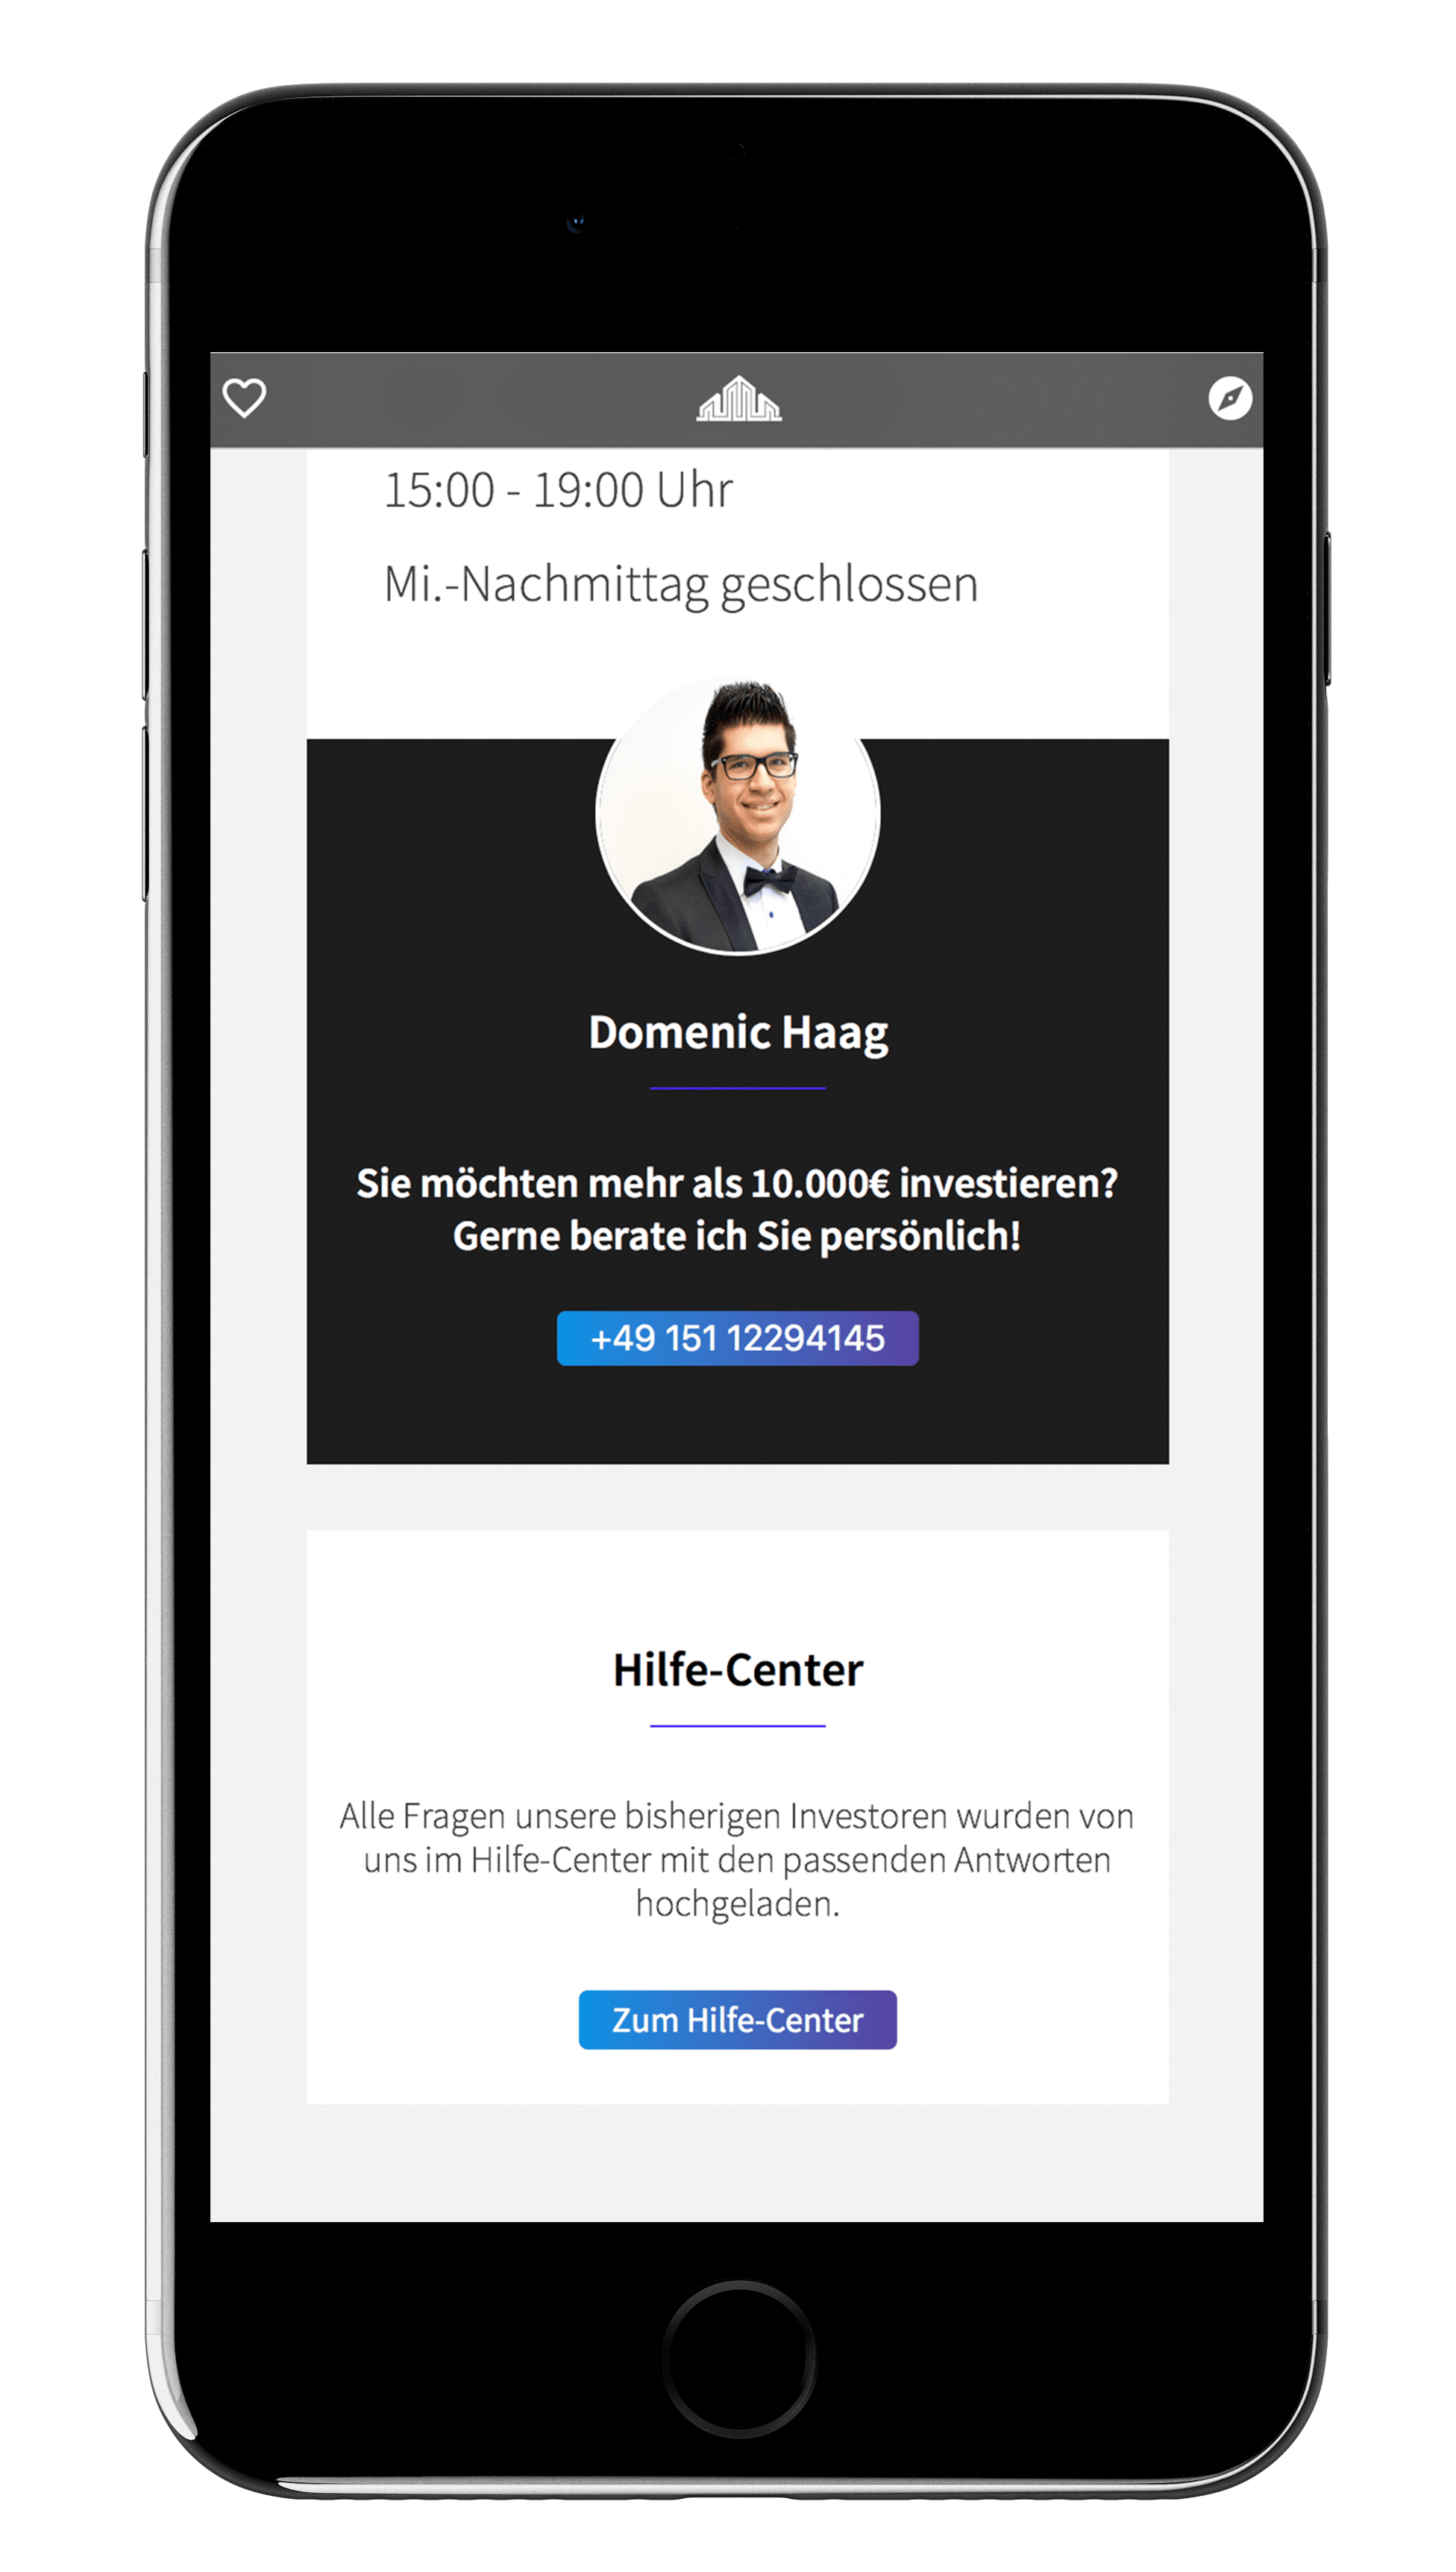 15:00 - 19:00 Uhr
Mi.-Nachmittag geschlossen
Domenic Haag
Sie möchten mehr als 10.000€ investieren?
Gerne berate ich Sie persönlich!
+49 151 12294145
Hilfe-Center
Alle Fragen unsere bisherigen Investoren wurden von
uns im Hilfe-Center mit den passenden Antworten
hochgeladen.
Zum Hilfe-Center